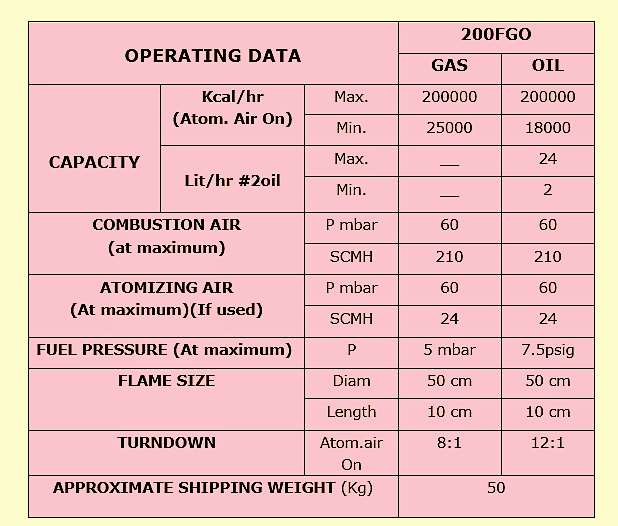 OPERATING DATA
200FGO
GAS OIL
CAPACITY
Kcal/hr
(Atom. Air On)
Max. 200000 200000
Min. 25000 18000
Lit/hr #2oil
Max. __ 24
Min. __ 2
COMBUSTION AIR
(at maximum)
P mbar 60 60
SCMH 210 210
ATOMIZING AIR
(At maximum)(If used)
P mbar 60 60
SCMH 24 24
FUEL PRESSURE (At maximum) P 5 mbar 7.5psig
FLAME SIZE
Diam 50 cm 50 cm
Length 10 cm 10 cm
TURNDOWN
Atom.air
On
8:1 12:1
APPROXIMATE SHIPPING WEIGHT (Kg) 50